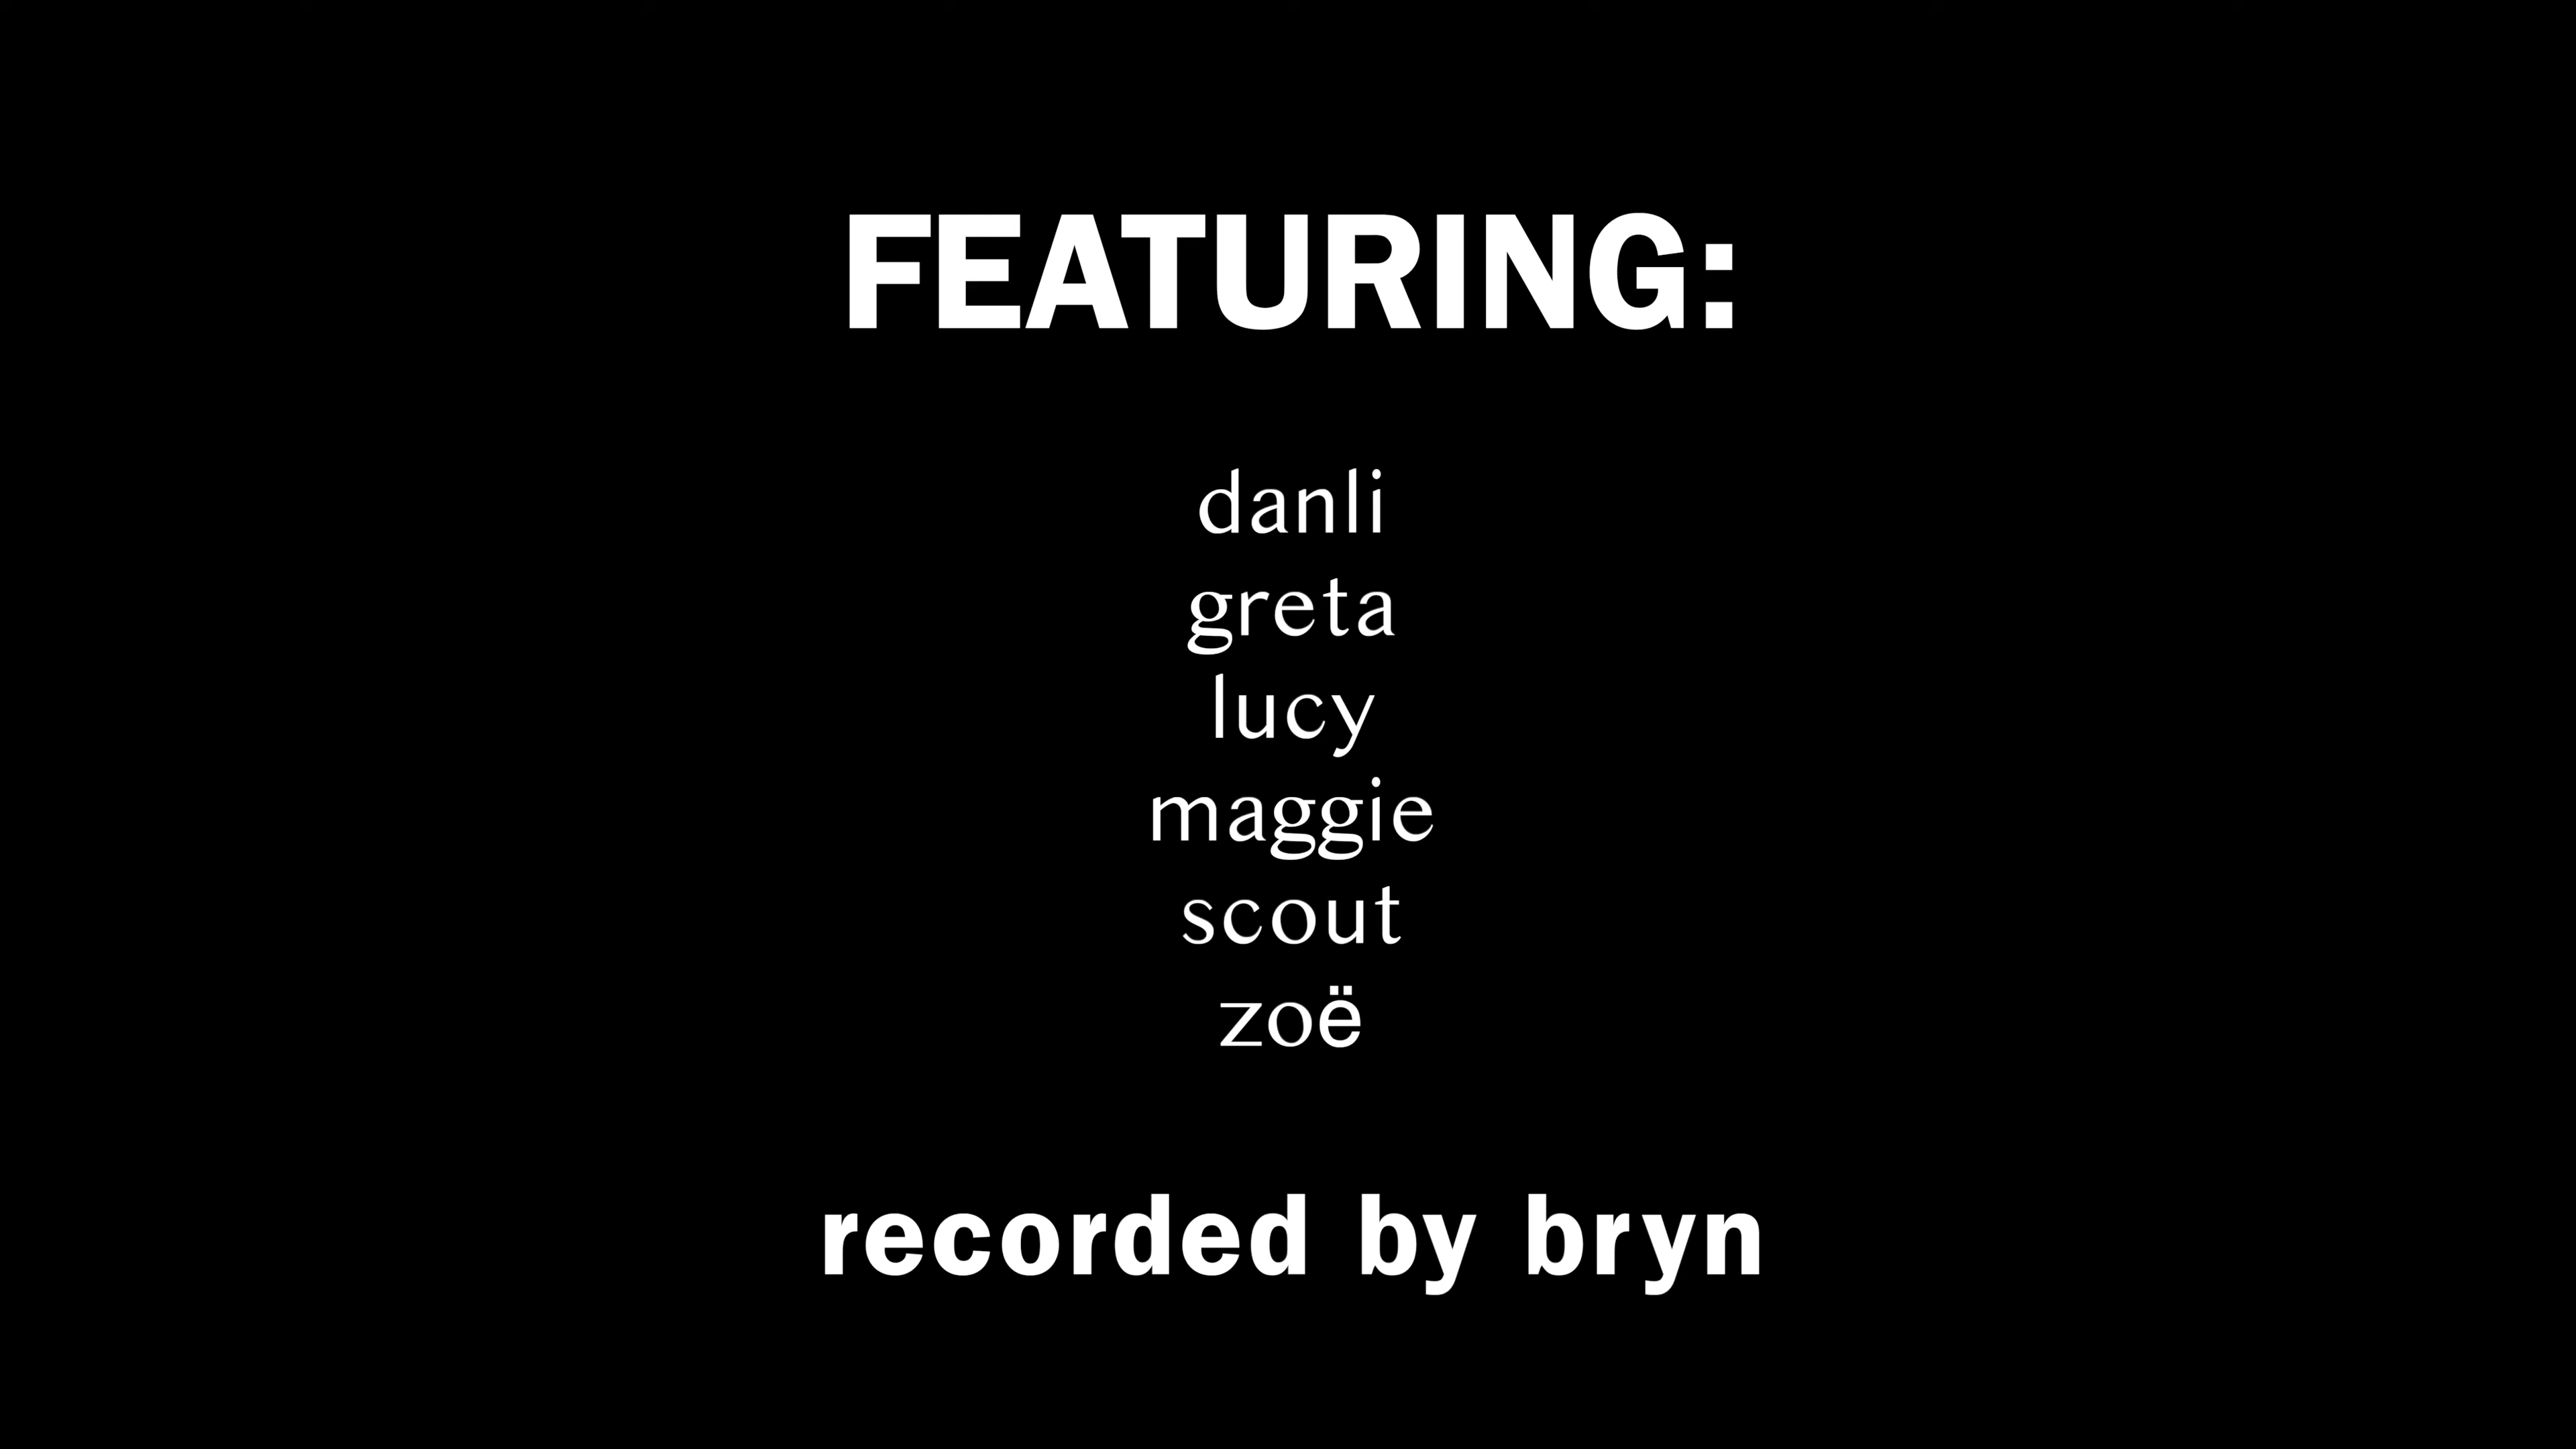 FEATURING:
danli
greta
lucy
maggie
scout
zoë
recorded by bryn